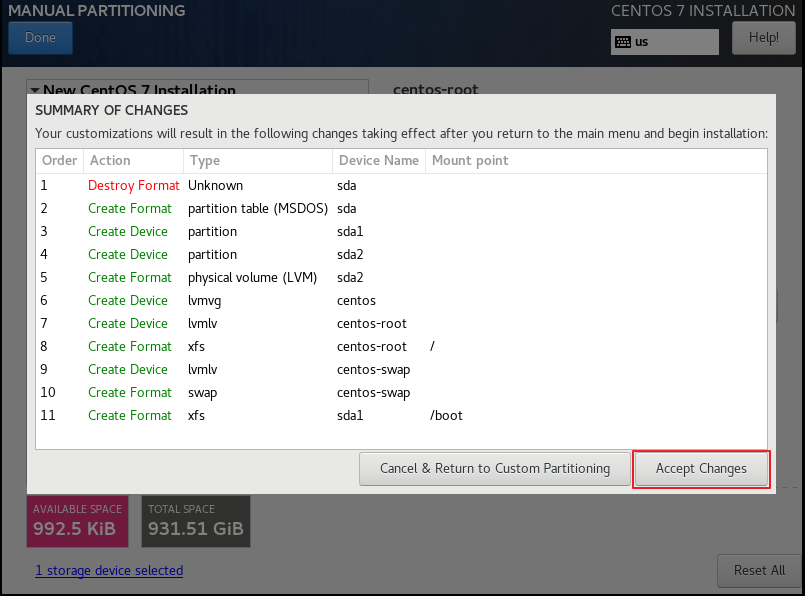 MANUAL PARTITIONING
CENTOS 7 INSTALLATION
Done
us
Help!
New CentOS 7 Installation
centos-root
SUMMARY OF CHANGES
Your customizations will result in the following changes taking effect after you return to the main menu and begin installation:
Order Action Type Device Name Mount point
1 Destroy Format Unknown sda
2 Create Format partition table (MSDOS) sda
3 Create Device partition sda1
4 Create Device partition sda2
5 Create Format physical volume (LVM) sda2
6 Create Device lvmvg centos
7 Create Device lvmlv centos-root
8 Create Format xfs centos-root /
9 Create Device lvmlv centos-swap
10 Create Format swap centos-swap
11 Create Format xfs sda1 /boot
Cancel & Return to Custom Partitioning
Accept Changes
AVAILABLE SPACE
992.5 KiB
TOTAL SPACE
931.51 GiB
1 storage device selected
Reset All